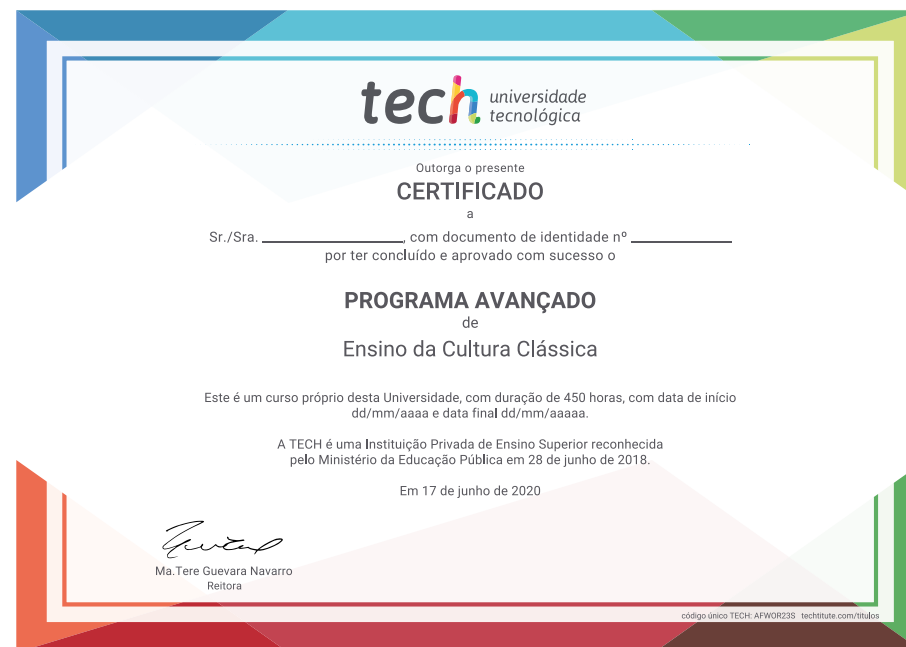 tech universidade
tecnológica
Outorga o presente
CERTIFICADO
a
Sr./Sra. ____________, com documento de identidade nº ____________
por ter concluído e aprovado com sucesso o
PROGRAMA AVANÇADO
de
Ensino da Cultura Clássica
Este é um curso próprio desta Universidade, com duração de 450 horas, com data de início
dd/mm/aaaa e data final dd/mm/aaaaa.
A TECH é uma Instituição Privada de Ensino Superior reconhecida
pelo Ministério da Educação Pública em 28 de junho de 2018.
Em 17 de junho de 2020
Ma.Tere Guevara Navarro
Reitora
código único TECH: AFWOR23S techtitute.com/titulos